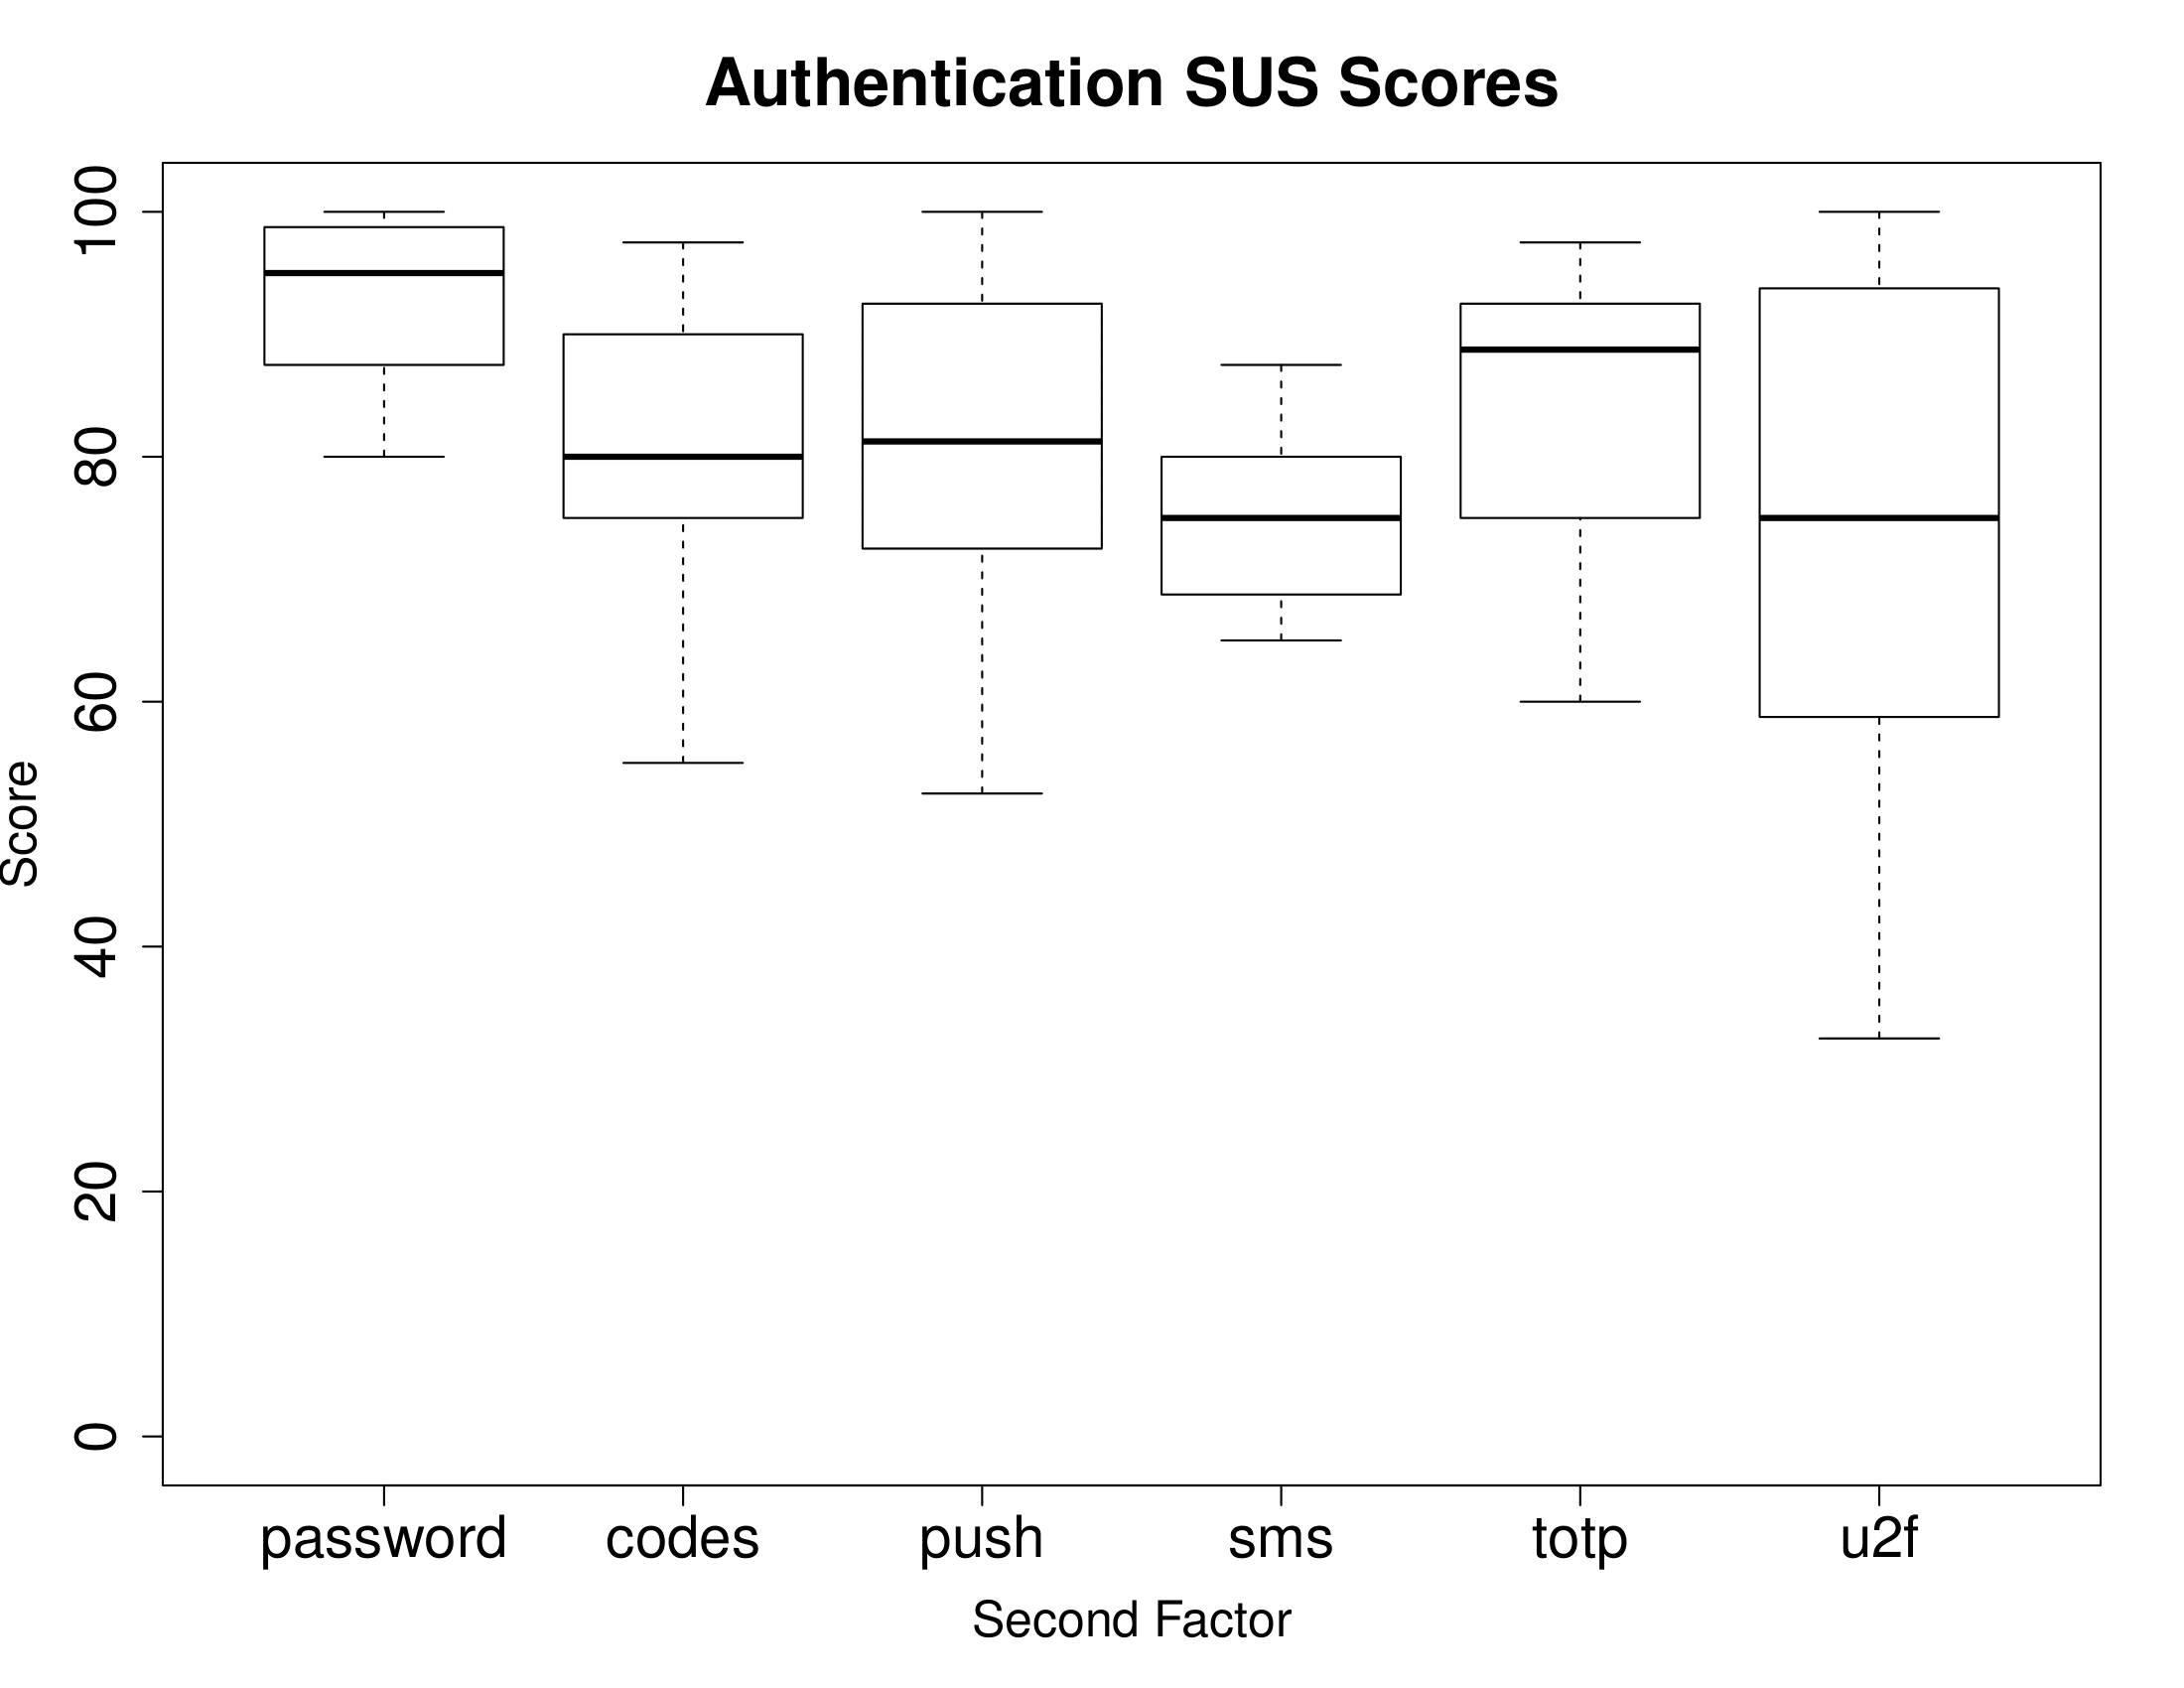 Authentication SUS Scores
100
80
60
40
20
0
Score
password codes push sms totp u2f
Second Factor